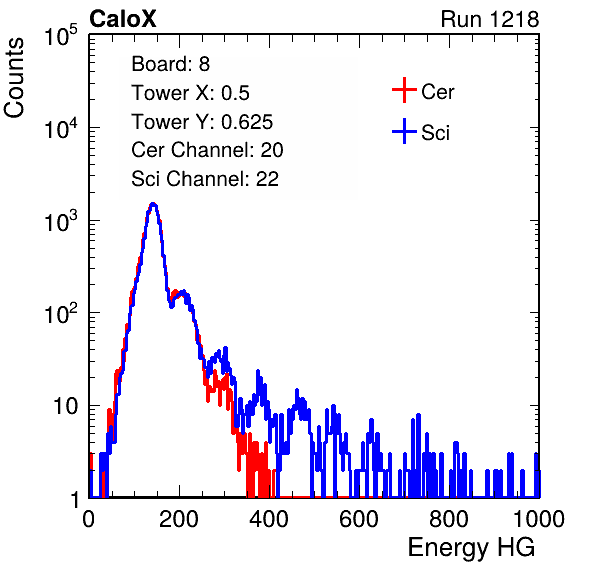 CaloX Run 1218
Counts
10^5
10^4
10^3
10^2
10
1
Board: 8
Tower X: 0.5
Tower Y: 0.625
Cer Channel: 20
Sci Channel: 22
Cer
Sci
0 200 400 600 800 1000
Energy HG